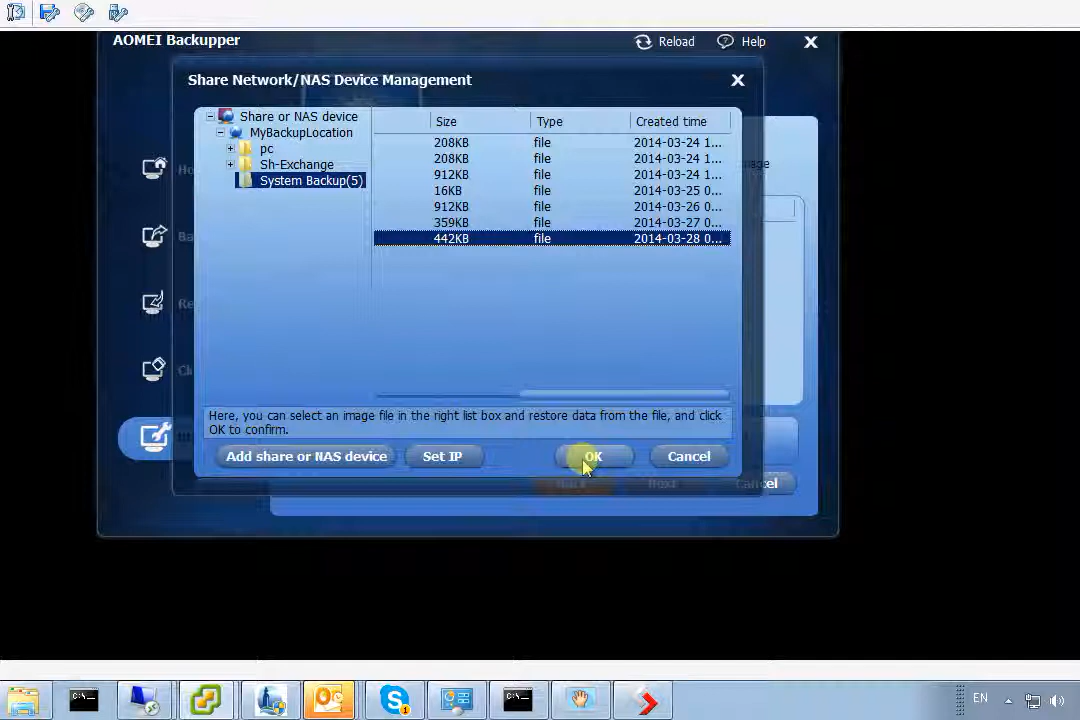 AOMEI Backupper
Reload
Help
Share Network/NAS Device Management
Share or NAS device
MyBackupLocation
pc
Sh-Exchange
System Backup(5)
Size Type Created time
208KB file 2014-03-24 1...
208KB file 2014-03-24 1...
912KB file 2014-03-24 1...
16KB file 2014-03-25 0...
912KB file 2014-03-26 0...
359KB file 2014-03-27 0...
442KB file 2014-03-28 0...
Here, you can select an image file in the right list box and restore data from the file, and click
OK to confirm.
Add share or NAS device
Set IP
OK
Cancel
Back
Next
Cancel
EN